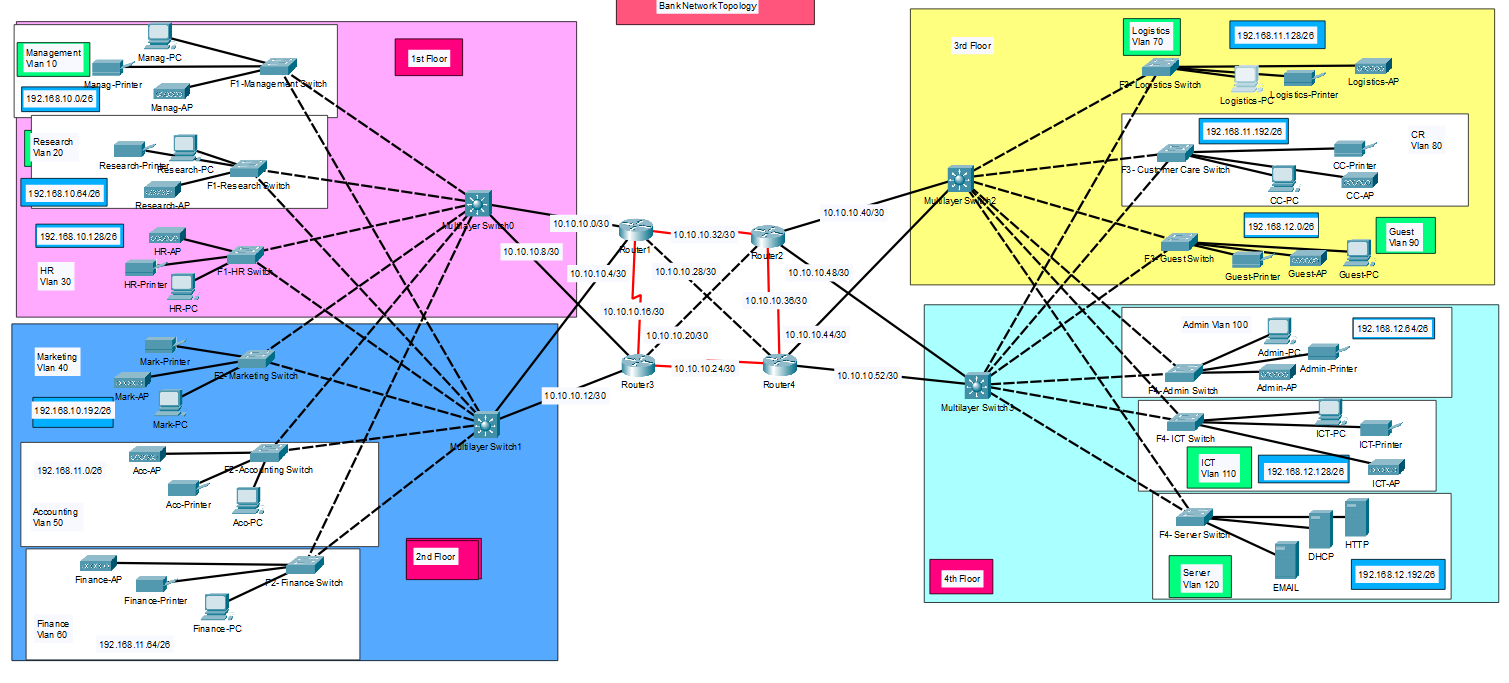 Bank Network Topology
1st Floor
Management
Vlan 10
192.168.10.0/26
Manag-PC
Manag-Printer
Manag-AP
F1-Management Switch
Research
Vlan 20
192.168.10.64/26
Research-Printer
Research-PC
Research-AP
F1-Research Switch
192.168.10.128/26
HR
Vlan 30
HR-AP
HR-Printer
HR-PC
F1-HR Switch
Multilayer Switch0
Marketing
Vlan 40
192.168.10.192/26
Mark-Printer
Mark-AP
Mark-PC
F2- Marketing Switch
Multilayer Switch1
192.168.11.0/26
Accounting
Vlan 50
Acc-AP
Acc-Printer
Acc-PC
F2-Accounting Switch
2nd Floor
Finance-AP
Finance-Printer
Finance-PC
F2- Finance Switch
Finance
Vlan 60
192.168.11.64/26
10.10.10.0/30
10.10.10.8/30
10.10.10.4/30
10.10.10.12/30
Router1
10.10.10.32/30
Router2
10.10.10.28/30
10.10.10.16/30
10.10.10.36/30
10.10.10.20/30
Router3
10.10.10.24/30
Router4
10.10.10.40/30
10.10.10.48/30
10.10.10.44/30
10.10.10.52/30
3rd Floor
Logistics
Vlan 70
192.168.11.128/26
F3- Logistics Switch
Logistics-PC
Logistics-Printer
Logistics-AP
192.168.11.192/26
CR
Vlan 80
F3- Customer Care Switch
CC-Printer
CC-PC
CC-AP
Multilayer Switch2
192.168.12.0/26
Guest
Vlan 90
F3- Guest Switch
Guest-Printer
Guest-AP
Guest-PC
Multilayer Switch3
Admin Vlan 100
192.168.12.64/26
Admin-PC
Admin-Printer
Admin-AP
F4- Admin Switch
F4- ICT Switch
ICT-PC
ICT-Printer
ICT-AP
ICT
Vlan 110
192.168.12.128/26
F4- Server Switch
HTTP
DHCP
EMAIL
Server
Vlan 120
192.168.12.192/26
4th Floor